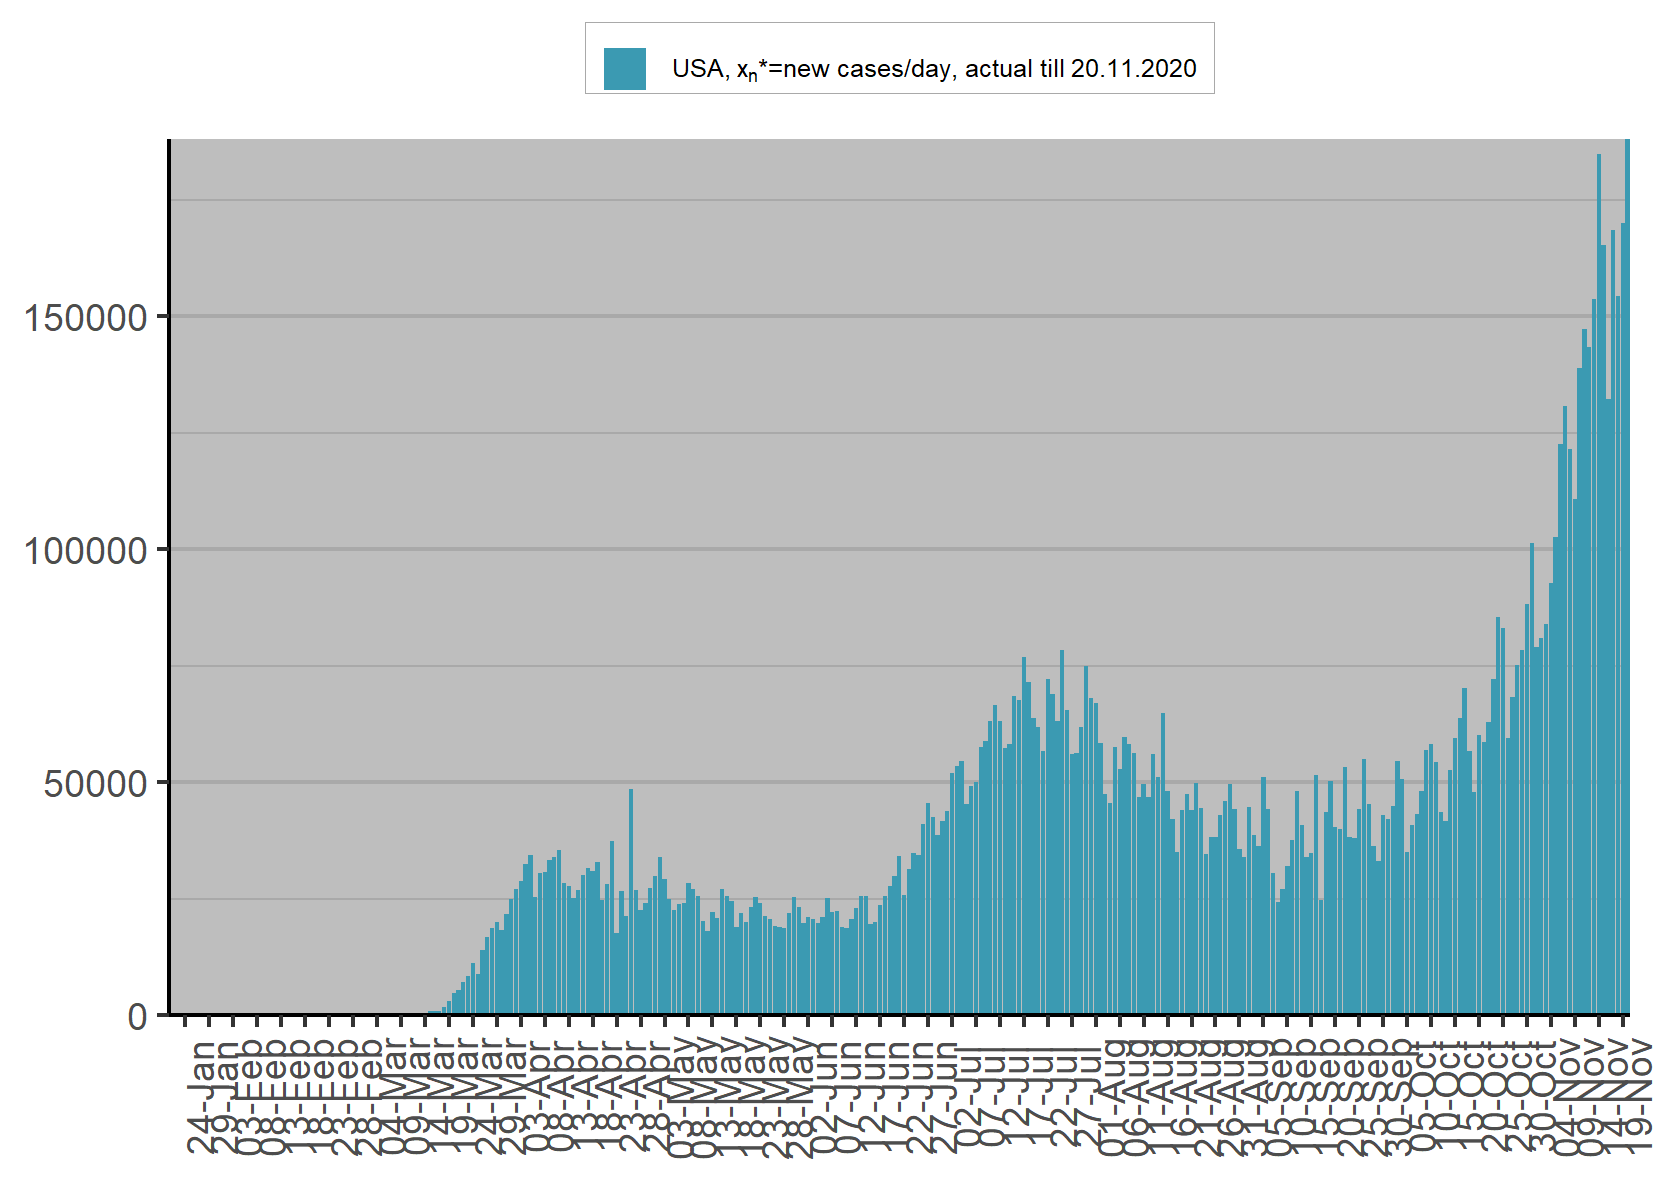 USA, xn*=new cases/day, actual till 20.11.2020
150000
100000
50000
0
24-Jan
29-Jan
03-Feb
08-Feb
13-Feb
18-Feb
23-Feb
28-Feb
04-Mar
09-Mar
14-Mar
19-Mar
24-Mar
29-Mar
03-Apr
08-Apr
13-Apr
18-Apr
23-Apr
28-Apr
03-May
08-May
13-May
18-May
23-May
28-May
02-Jun
07-Jun
12-Jun
17-Jun
22-Jun
27-Jun
02-Jul
07-Jul
12-Jul
17-Jul
22-Jul
27-Jul
01-Aug
06-Aug
11-Aug
16-Aug
21-Aug
26-Aug
31-Aug
05-Sep
10-Sep
15-Sep
20-Sep
25-Sep
30-Sep
05-Oct
10-Oct
15-Oct
20-Oct
25-Oct
30-Oct
04-Nov
09-Nov
14-Nov
19-Nov